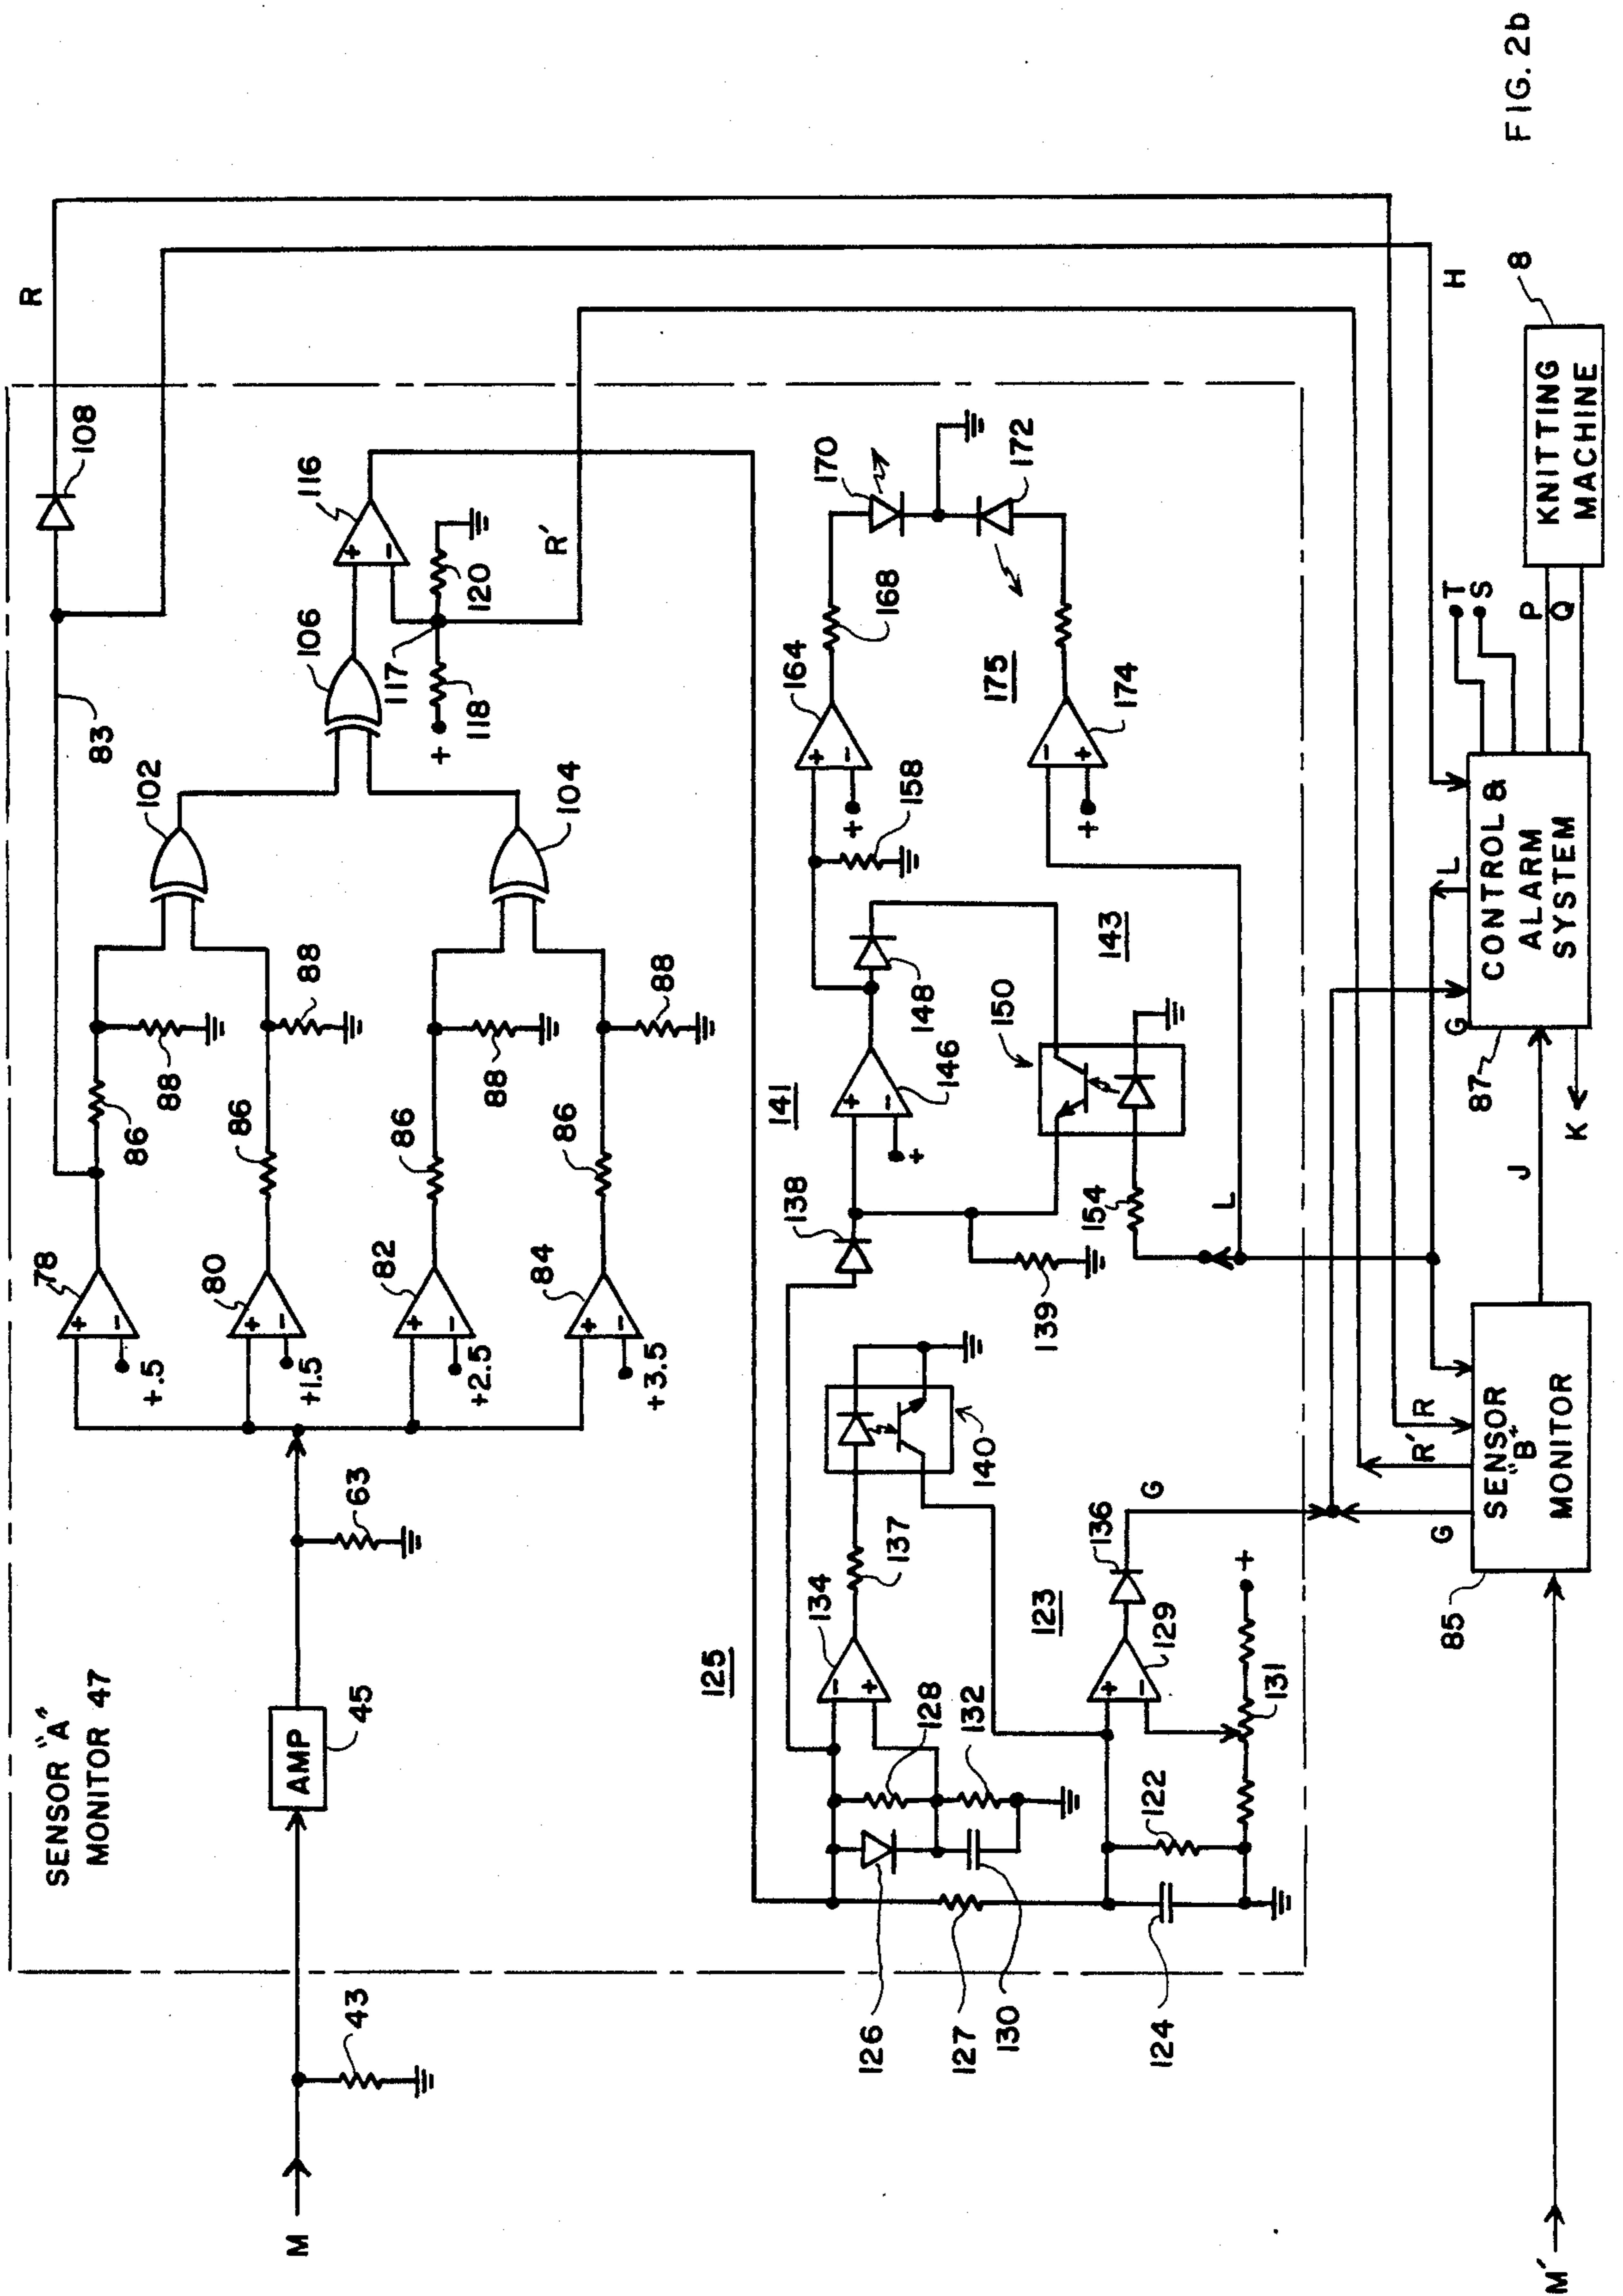 FIG. 2b
SENSOR "A"
MONITOR 47
M
43
AMP
45
63
78
+
-
+.5
80
+
-
+1.5
82
+
-
+2.5
84
+
-
+3.5
86
88
86
88
86
88
86
88
83
102
104
106
108
R
116
+
-
117
118
+
120
R'
125
126
127
128
130
132
134
-
+
137
140
138
139
141
146
+
-
+
148
143
150
154
L
158
164
+
-
+
168
170
172
174
-
+
+
175
123
122
124
129
+
-
131
+
136
G
M'
85
SENSOR
"B"
MONITOR
G
R'
R
J
K
87
CONTROL &
ALARM
SYSTEM
G
L
H
T
S
P
Q
KNITTING
MACHINE
8